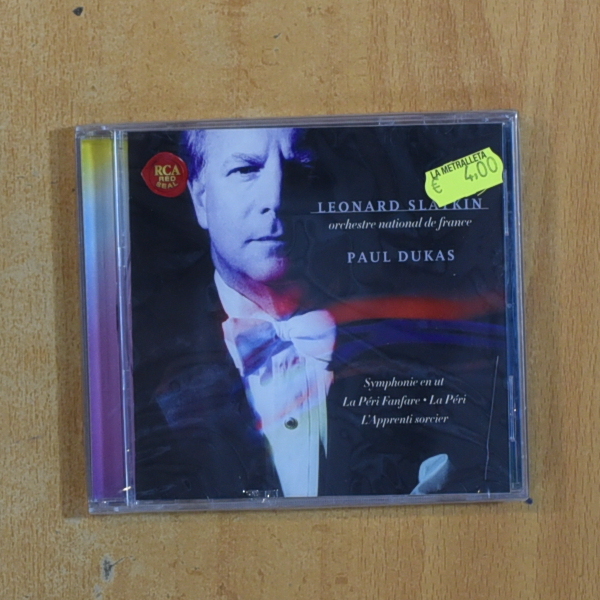 RCA
RED
SEAL
LA METRALLETA
€ 4,00
LEONARD SLATKIN
orchestre national de france
PAUL DUKAS
Symphonie en ut
La Péri Fanfare • La Péri
L'Apprenti sorcier